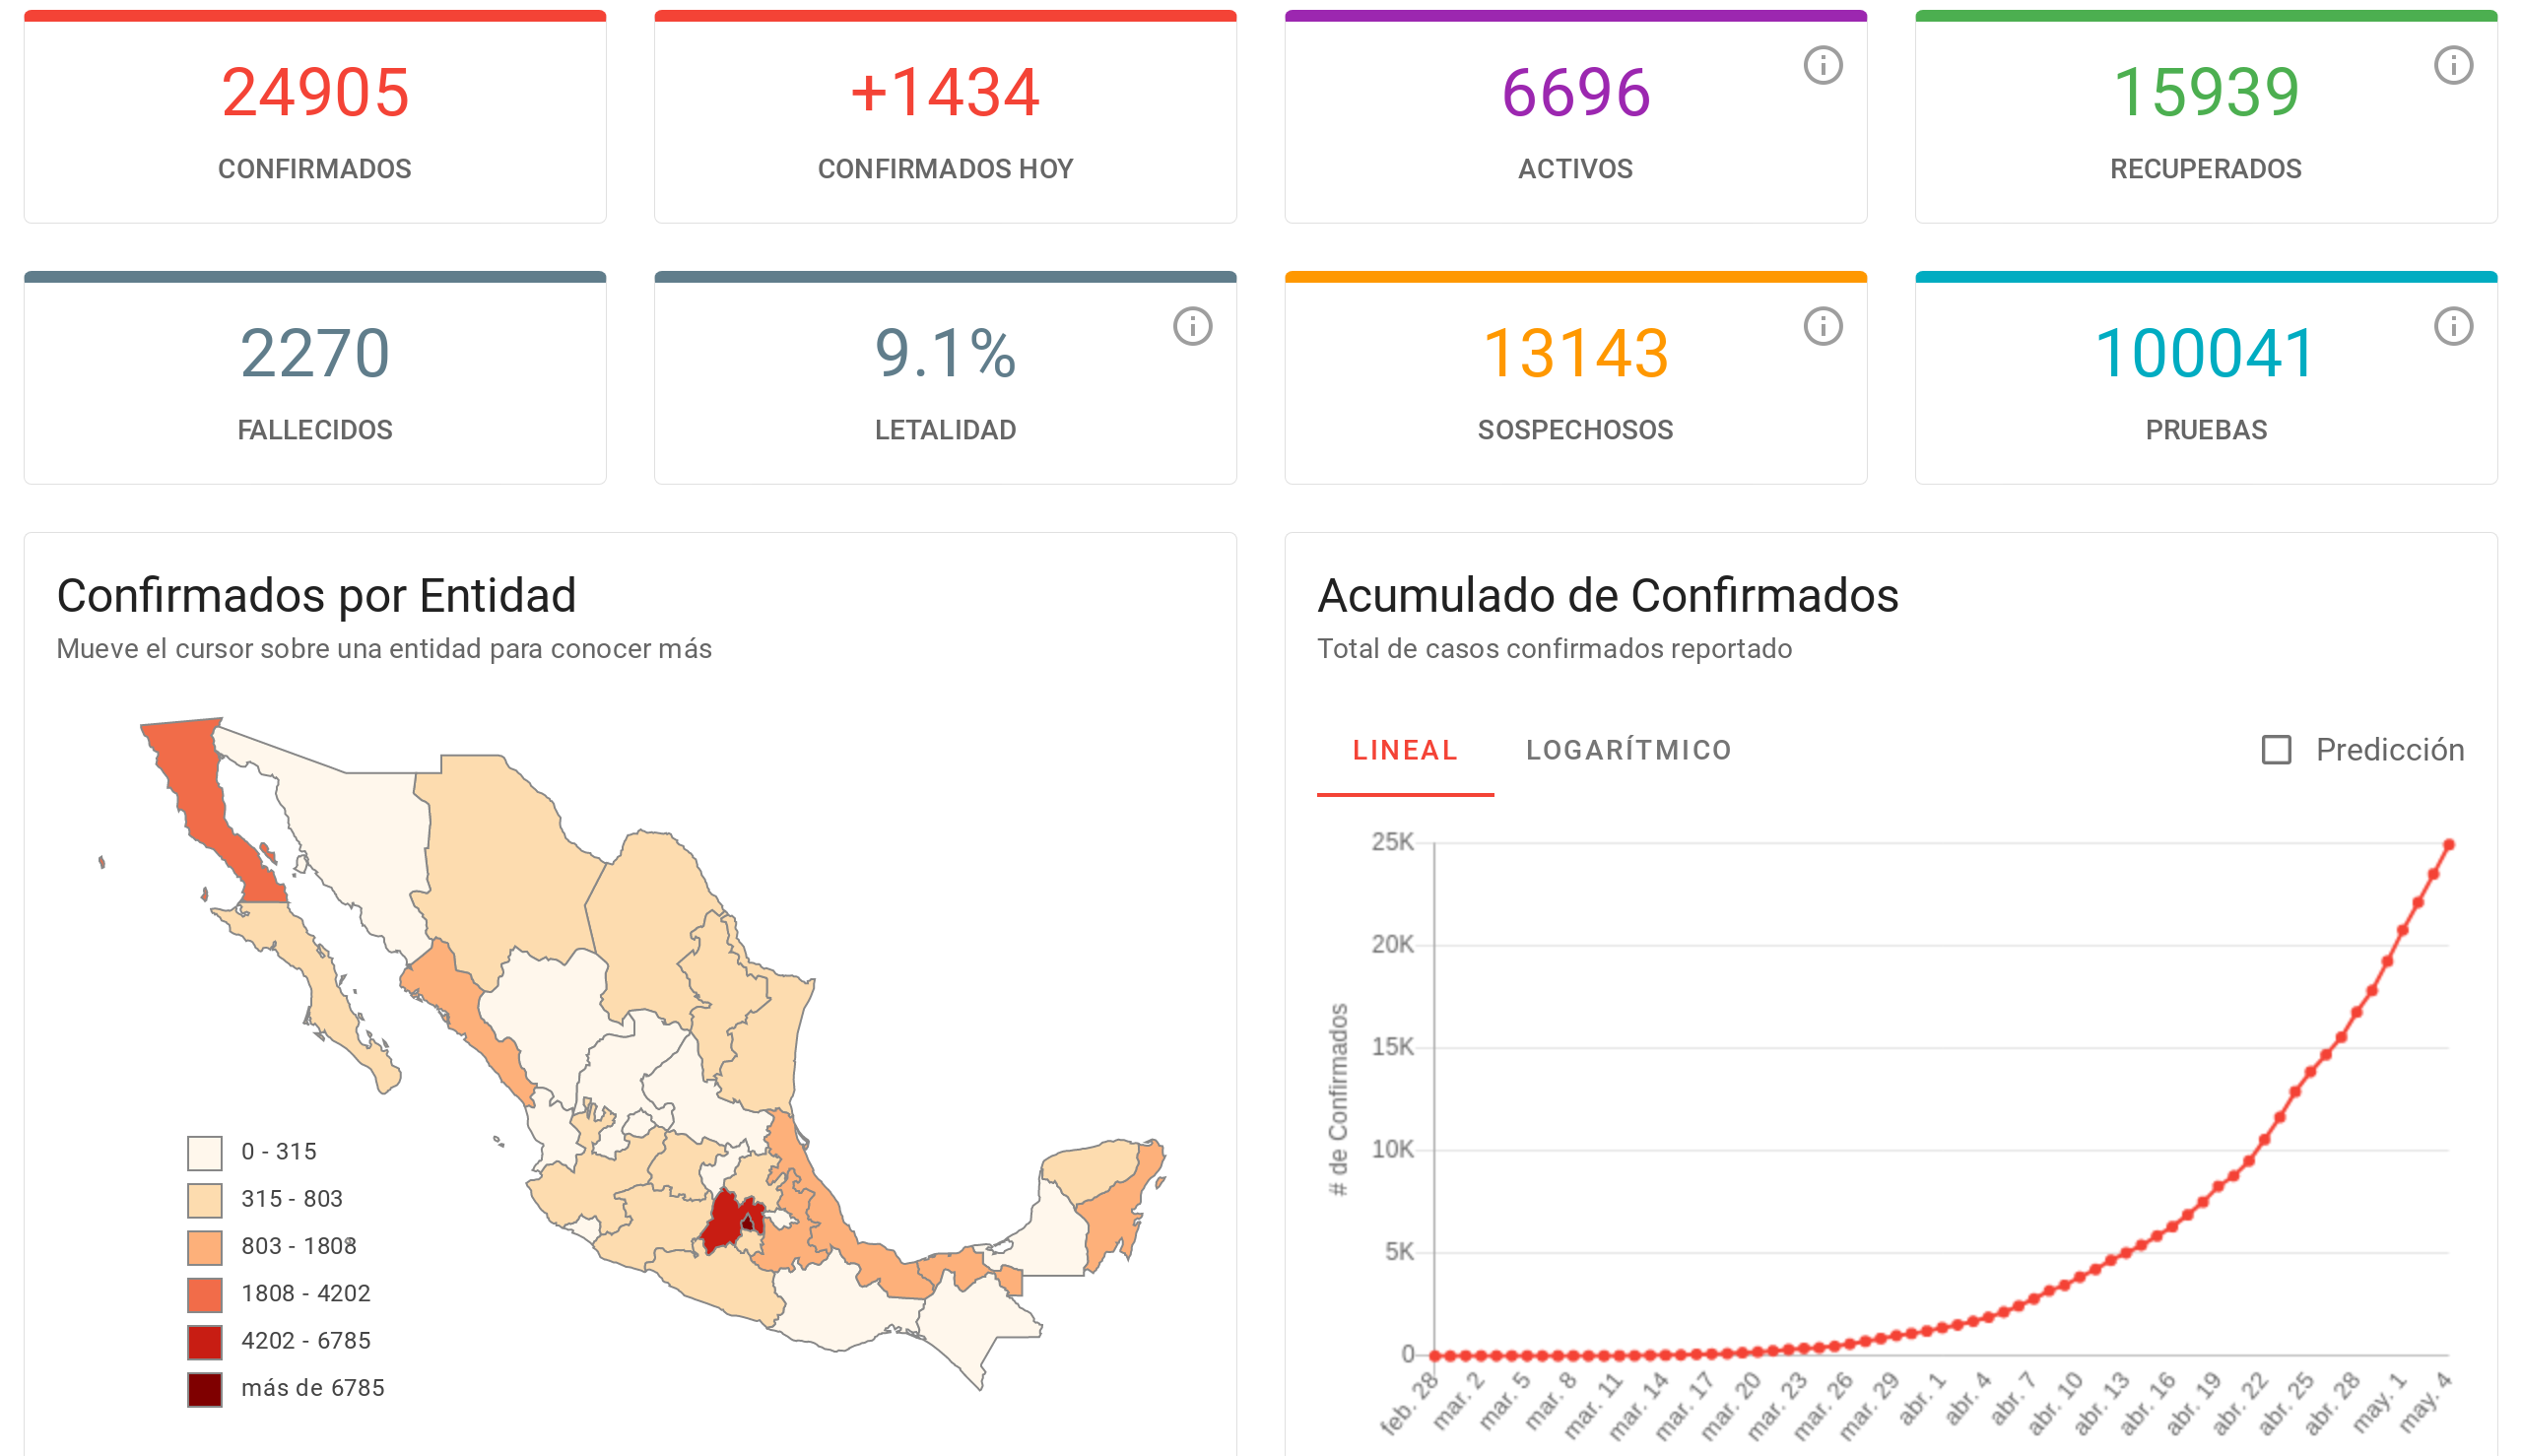 24905
CONFIRMADOS
+1434
CONFIRMADOS HOY
6696
ACTIVOS
15939
RECUPERADOS
2270
FALLECIDOS
9.1%
LETALIDAD
13143
SOSPECHOSOS
100041
PRUEBAS
Confirmados por Entidad
Mueve el cursor sobre una entidad para conocer más
0 - 315
315 - 803
803 - 1808
1808 - 4202
4202 - 6785
más de 6785
Acumulado de Confirmados
Total de casos confirmados reportado
LINEAL
LOGARÍTMICO
Predicción
# de Confirmados
25K
20K
15K
10K
5K
0
feb. 28
mar. 2
mar. 5
mar. 8
mar. 11
mar. 14
mar. 17
mar. 20
mar. 23
mar. 26
mar. 29
abr. 1
abr. 4
abr. 7
abr. 10
abr. 13
abr. 16
abr. 19
abr. 22
abr. 25
abr. 28
may. 1
may. 4